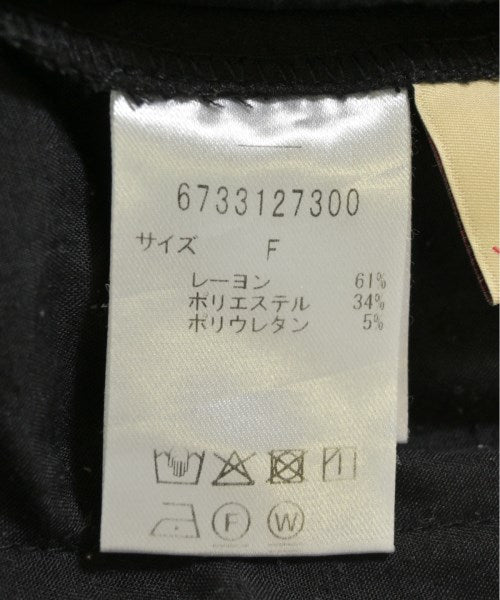 6733127300
サイズ F
レーヨン 61%
ポリエステル 34%
ポリウレタン 5%
F W